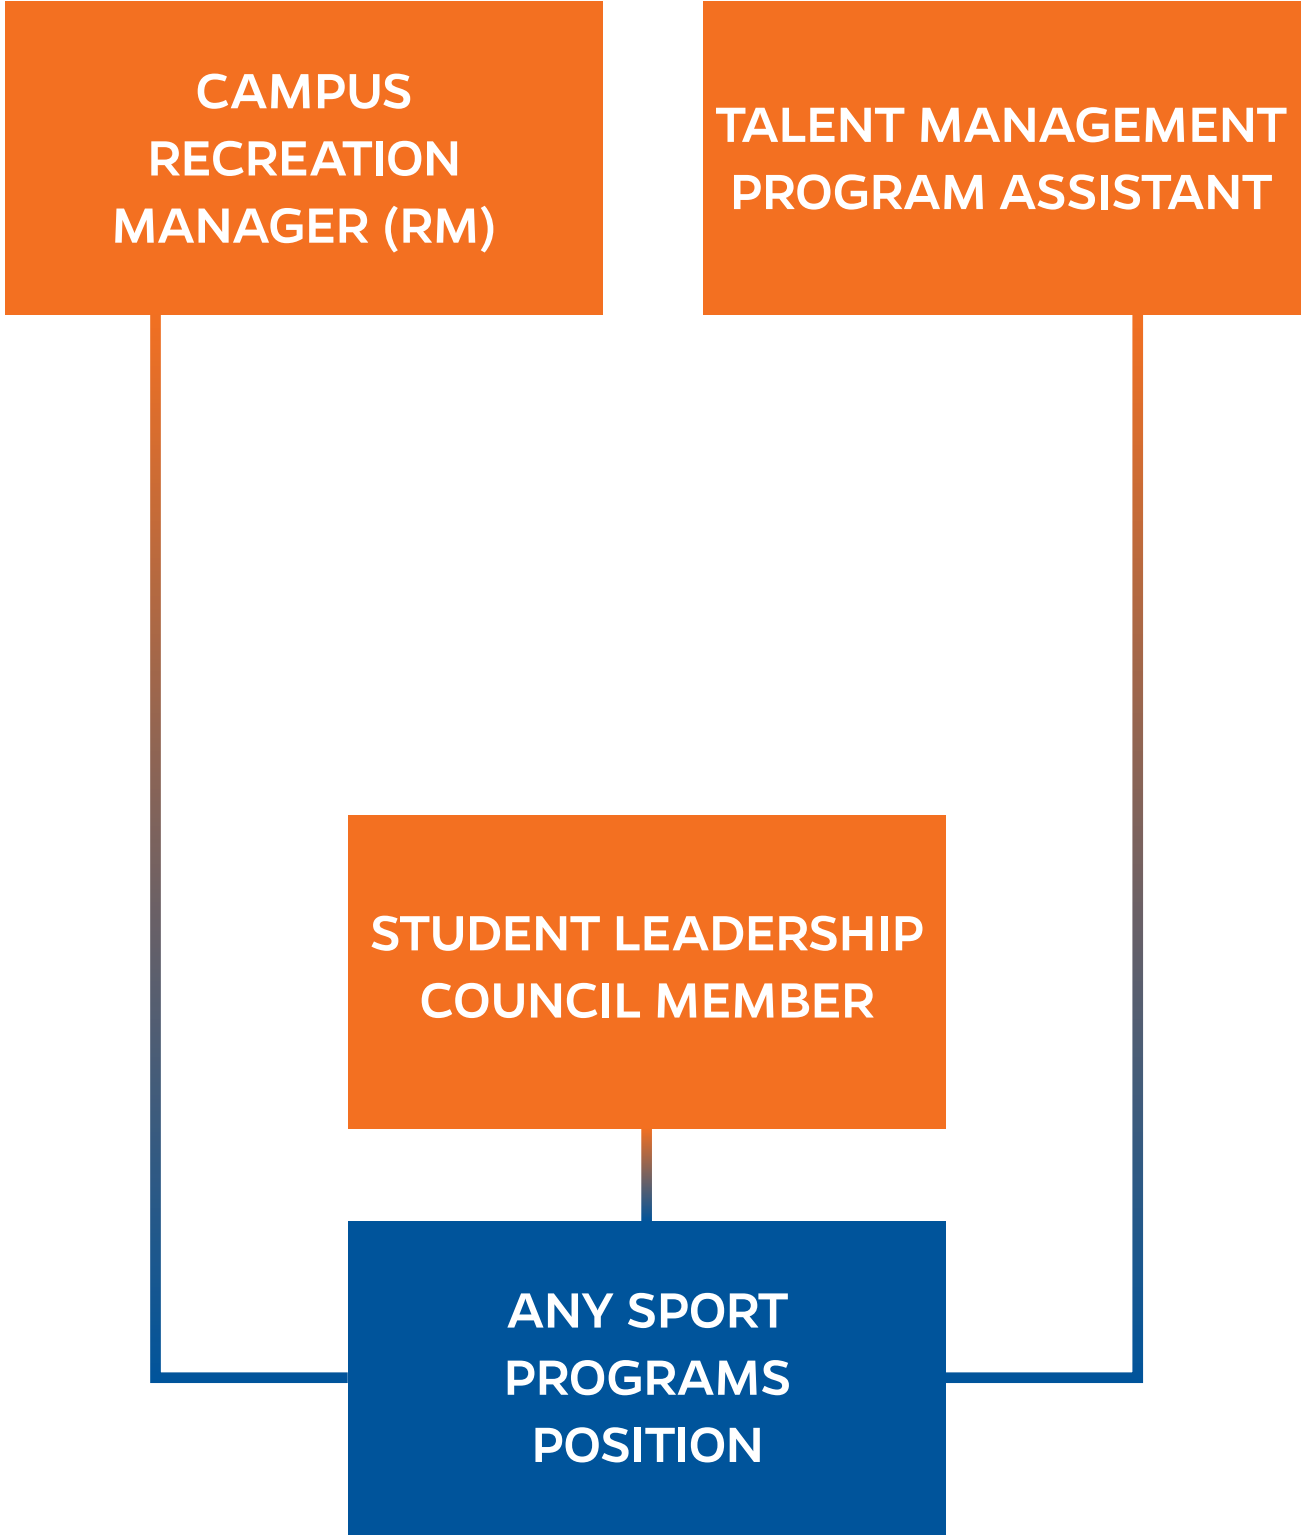 CAMPUS
RECREATION
MANAGER (RM)
TALENT MANAGEMENT
PROGRAM ASSISTANT
STUDENT LEADERSHIP
COUNCIL MEMBER
ANY SPORT
PROGRAMS
POSITION